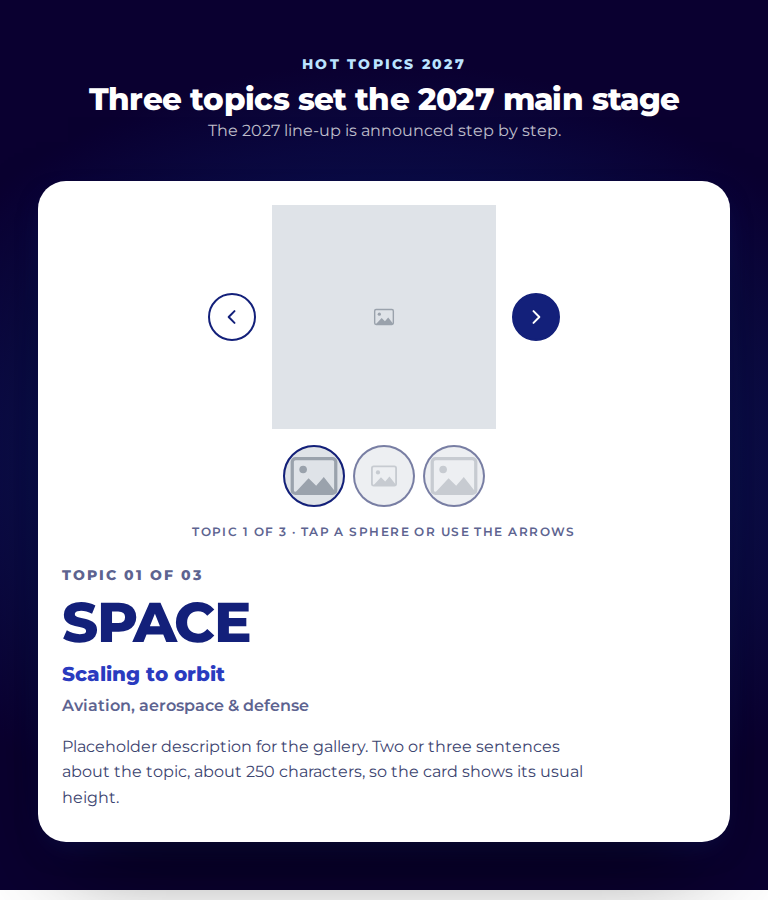 HOT TOPICS 2027
Three topics set the 2027 main stage
The 2027 line-up is announced step by step.
TOPIC 1 OF 3 · TAP A SPHERE OR USE THE ARROWS
TOPIC 01 OF 03
SPACE
Scaling to orbit
Aviation, aerospace & defense
Placeholder description for the gallery. Two or three sentences
about the topic, about 250 characters, so the card shows its usual
height.